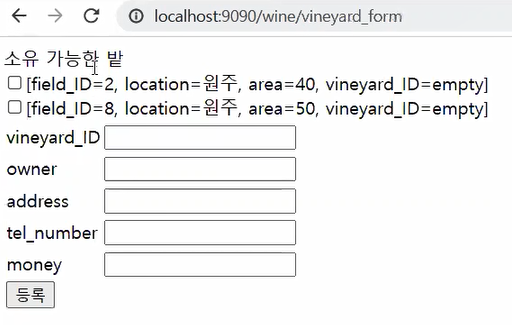 localhost:9090/wine/vineyard_form
소유 가능한 밭
[field_ID=2, location=원주, area=40, vineyard_ID=empty]
[field_ID=8, location=원주, area=50, vineyard_ID=empty]
vineyard_ID
owner
address
tel_number
money
등록